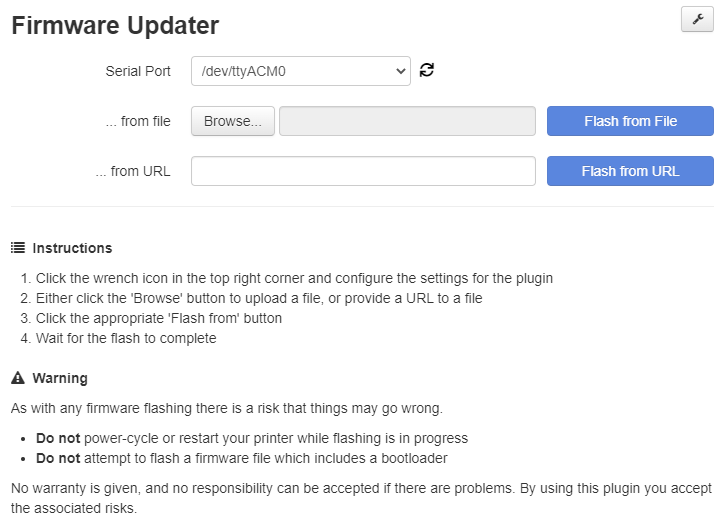 Firmware Updater
Serial Port /dev/ttyACM0
... from file Browse... Flash from File
... from URL Flash from URL
Instructions
1. Click the wrench icon in the top right corner and configure the settings for the plugin
2. Either click the 'Browse' button to upload a file, or provide a URL to a file
3. Click the appropriate 'Flash from' button
4. Wait for the flash to complete
Warning
As with any firmware flashing there is a risk that things may go wrong.
• Do not power-cycle or restart your printer while flashing is in progress
• Do not attempt to flash a firmware file which includes a bootloader
No warranty is given, and no responsibility can be accepted if there are problems. By using this plugin you accept
the associated risks.